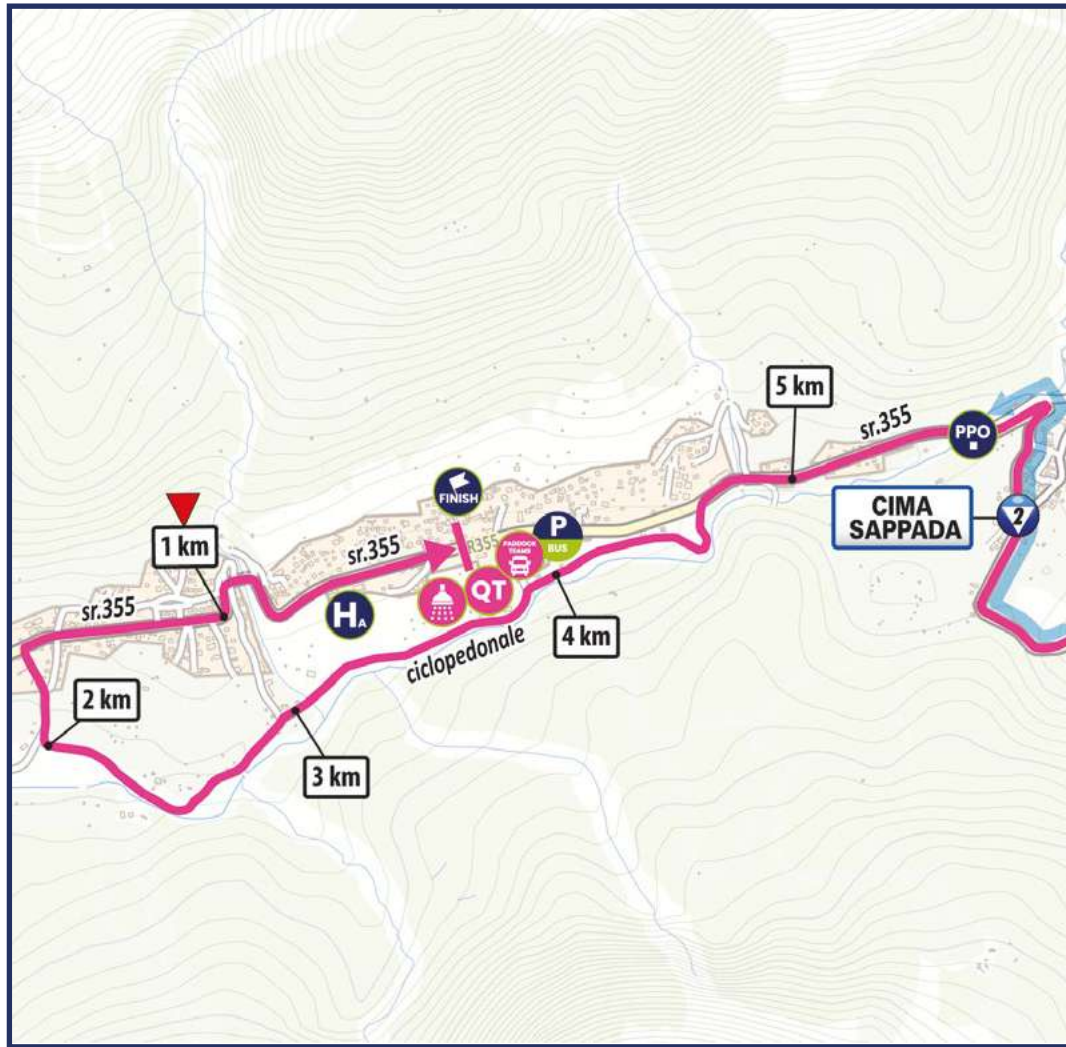 5 km
sr.355
PPO
CIMA
SAPPADA
2
FINISH
P
BUS
1 km
sr.355
R355
PADDOCK
TEAMS
sr.355
QT
HA
4 km
ciclopedonale
2 km
3 km